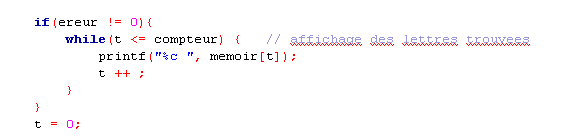 if(ereur != 0){
while(t <= compteur) { // affichage des lettres trouvees
printf("%c ", memoir[t]);
t ++ ;
}
}
t = 0;